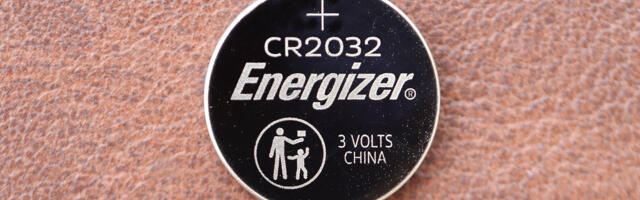 +
CR2032
Energizer®
3 VOLTS
CHINA